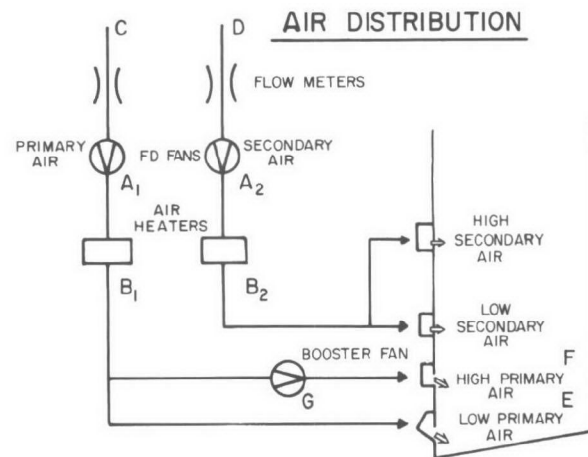 C
D
AIR DISTRIBUTION
FLOW METERS
PRIMARY
AIR
FD FANS
SECONDARY
AIR
A1
A2
AIR
HEATERS
B1
B2
HIGH
SECONDARY
AIR
LOW
SECONDARY
AIR
BOOSTER FAN
G
F
HIGH PRIMARY
AIR
E
LOW PRIMARY
AIR